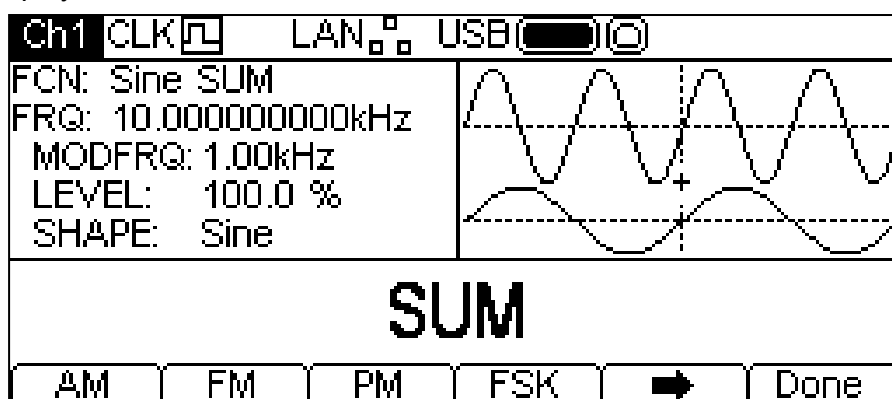 Ch1 CLK LAN USB
FCN: Sine SUM
FRQ: 10.000000000kHz
MODFRQ: 1.00kHz
LEVEL: 100.0 %
SHAPE: Sine
SUM
AM FM PM FSK Done